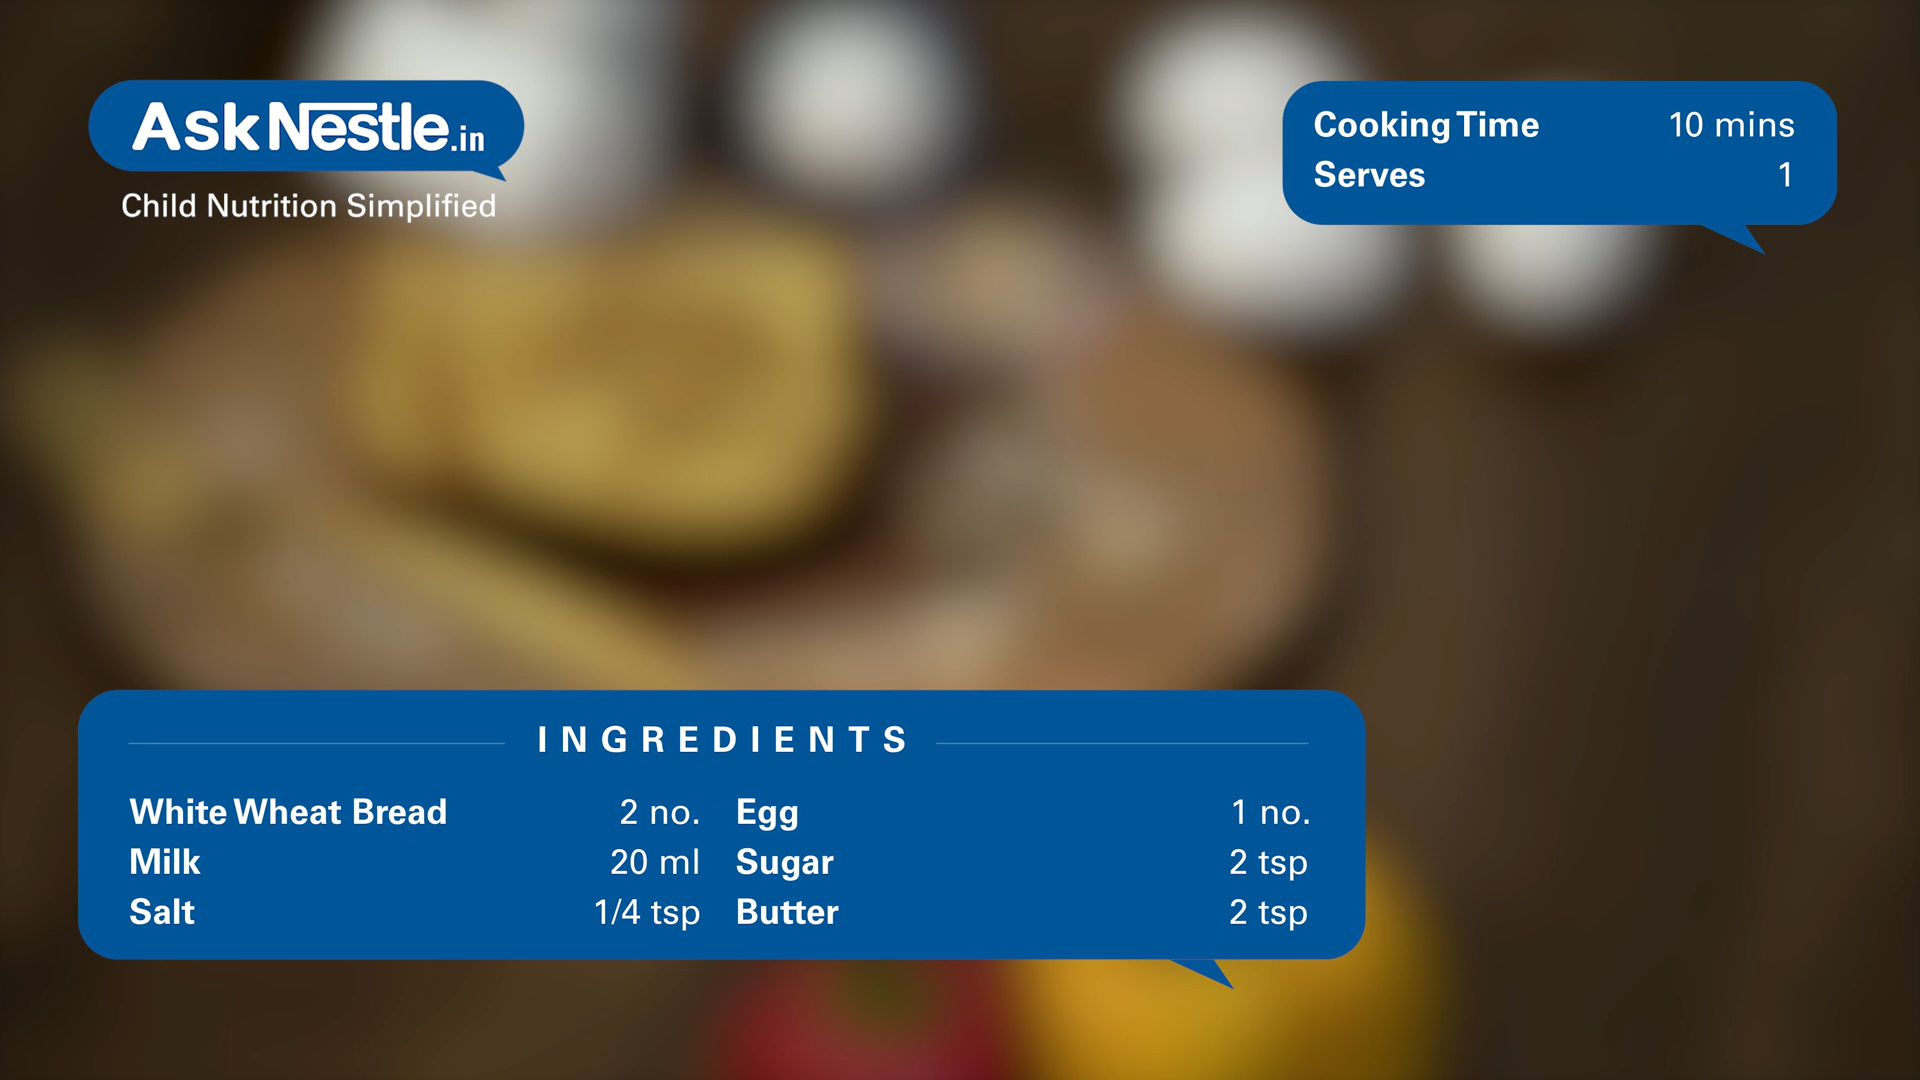 AskNestle.in
Child Nutrition Simplified
Cooking Time 10 mins
Serves 1
INGREDIENTS
White Wheat Bread 2 no. Egg 1 no.
Milk 20 ml Sugar 2 tsp
Salt 1/4 tsp Butter 2 tsp